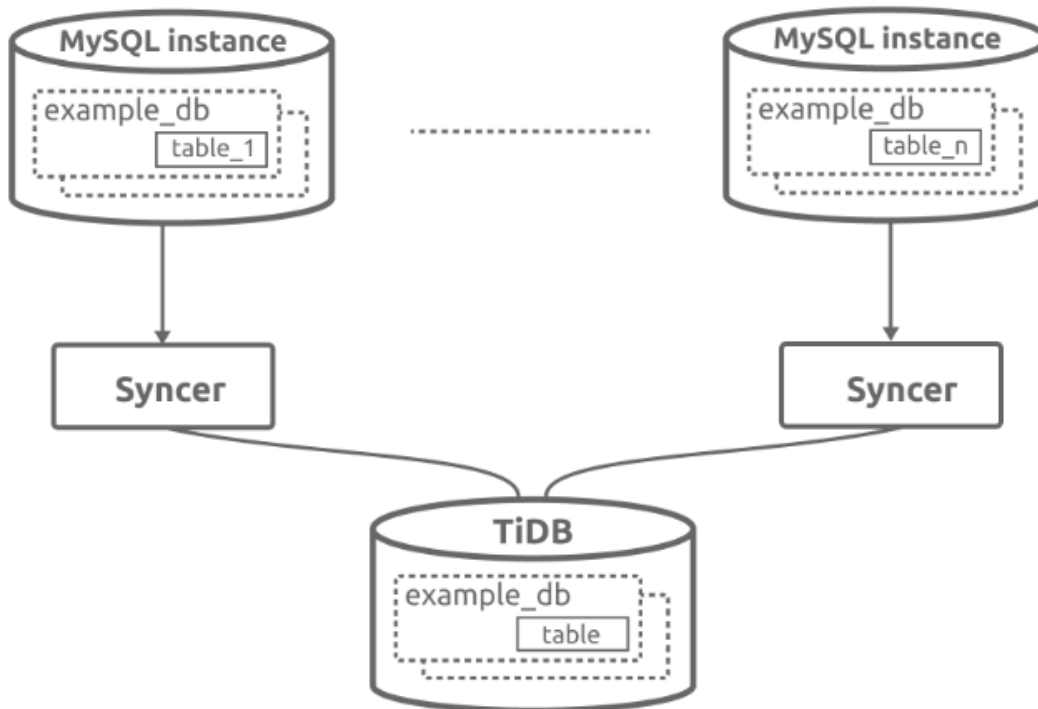 MySQL instance
example_db
table_1
MySQL instance
example_db
table_n
Syncer
Syncer
TiDB
example_db
table